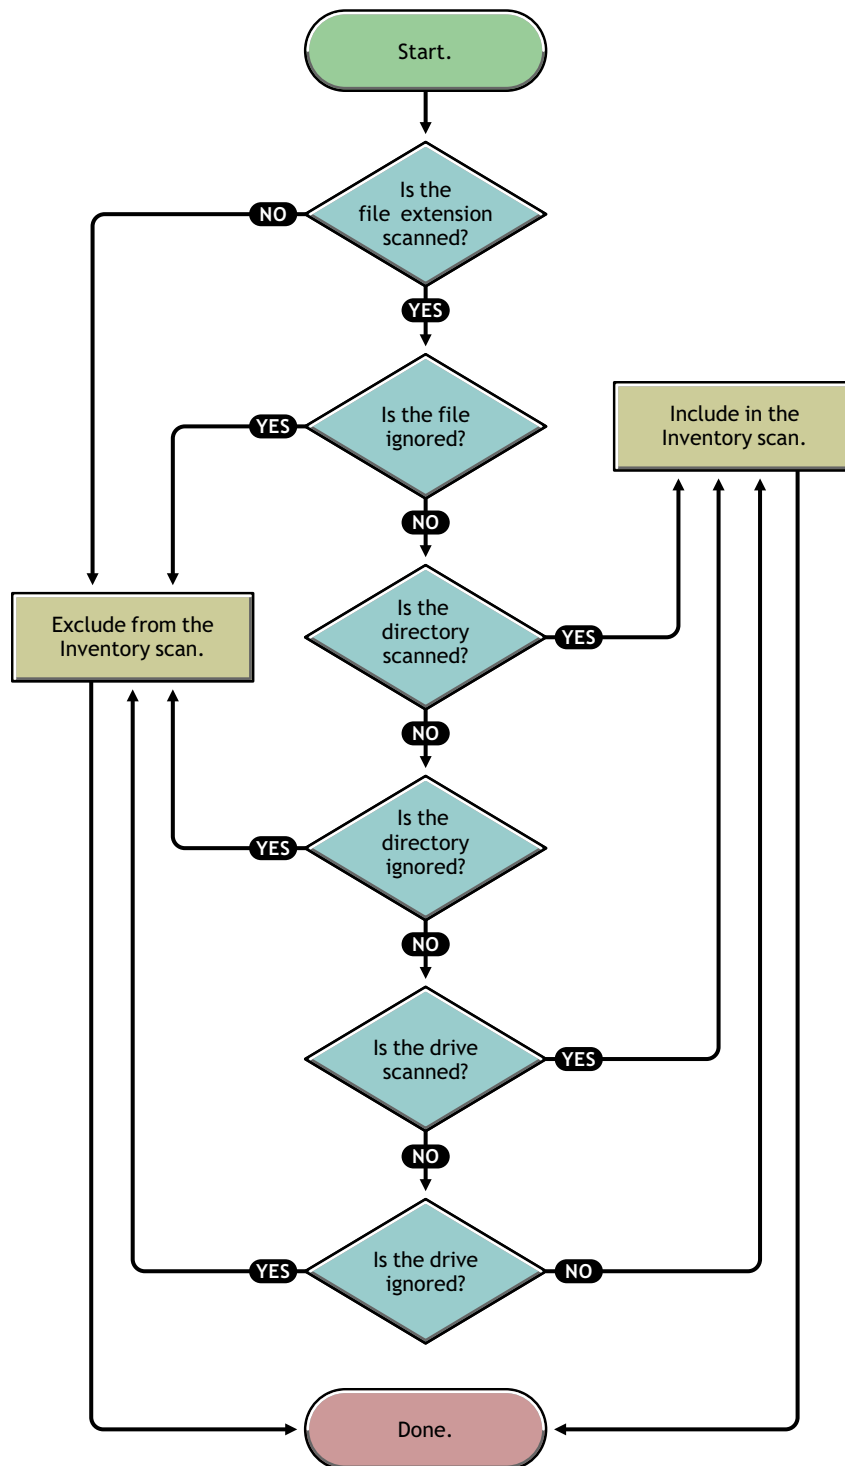 Start.
Is the
file extension
scanned?
NO
YES
Is the file
ignored?
YES
NO
Include in the
Inventory scan.
Is the
directory
scanned?
YES
NO
Exclude from the
Inventory scan.
Is the
directory
ignored?
YES
NO
Is the drive
scanned?
YES
NO
Is the drive
ignored?
YES
NO
Done.